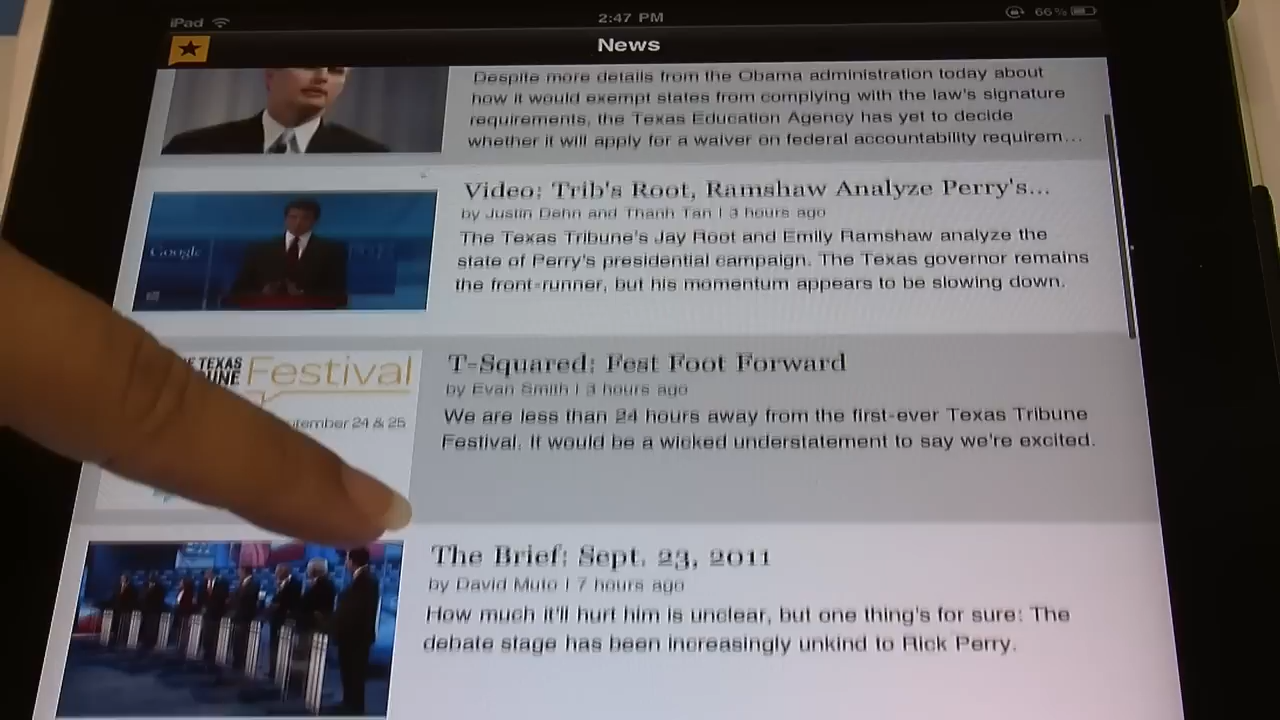 iPad
2:47 PM
66%
News
Despite more details from the Obama administration today about
how it would exempt states from complying with the law's signature
requirements, the Texas Education Agency has yet to decide
whether it will apply for a waiver on federal accountability requirem...
Video: Trib's Root, Ramshaw Analyze Perry's...
by Justin Dehn and Thanh Tan | 3 hours ago
The Texas Tribune's Jay Root and Emily Ramshaw analyze the
state of Perry's presidential campaign. The Texas governor remains
the front-runner, but his momentum appears to be slowing down.
Google
T-Squared: Fest Foot Forward
by Evan Smith | 3 hours ago
We are less than 24 hours away from the first-ever Texas Tribune
Festival. It would be a wicked understatement to say we're excited.
TEXAS
UNE
Festival
tember 24 & 25
The Brief: Sept. 23, 2011
by David Muto | 7 hours ago
How much it'll hurt him is unclear, but one thing's for sure: The
debate stage has been increasingly unkind to Rick Perry.